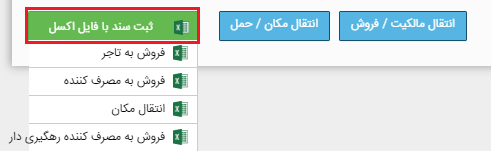 انتقال مالکیت / فروش
انتقال مکان / حمل
ثبت سند با فایل اکسل
فروش به تاجر
فروش به مصرف کننده
انتقال مکان
فروش به مصرف کننده رهگیری دار